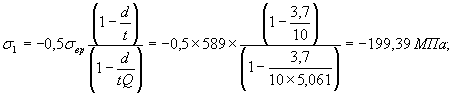 σ₁ = −0,5σ_вр (1 − d/t) / (1 − d/(tQ)) = −0,5 × 589 × (1 − 3,7/10) / (1 − 3,7/(10 × 5,061)) = −199,39 МПа;